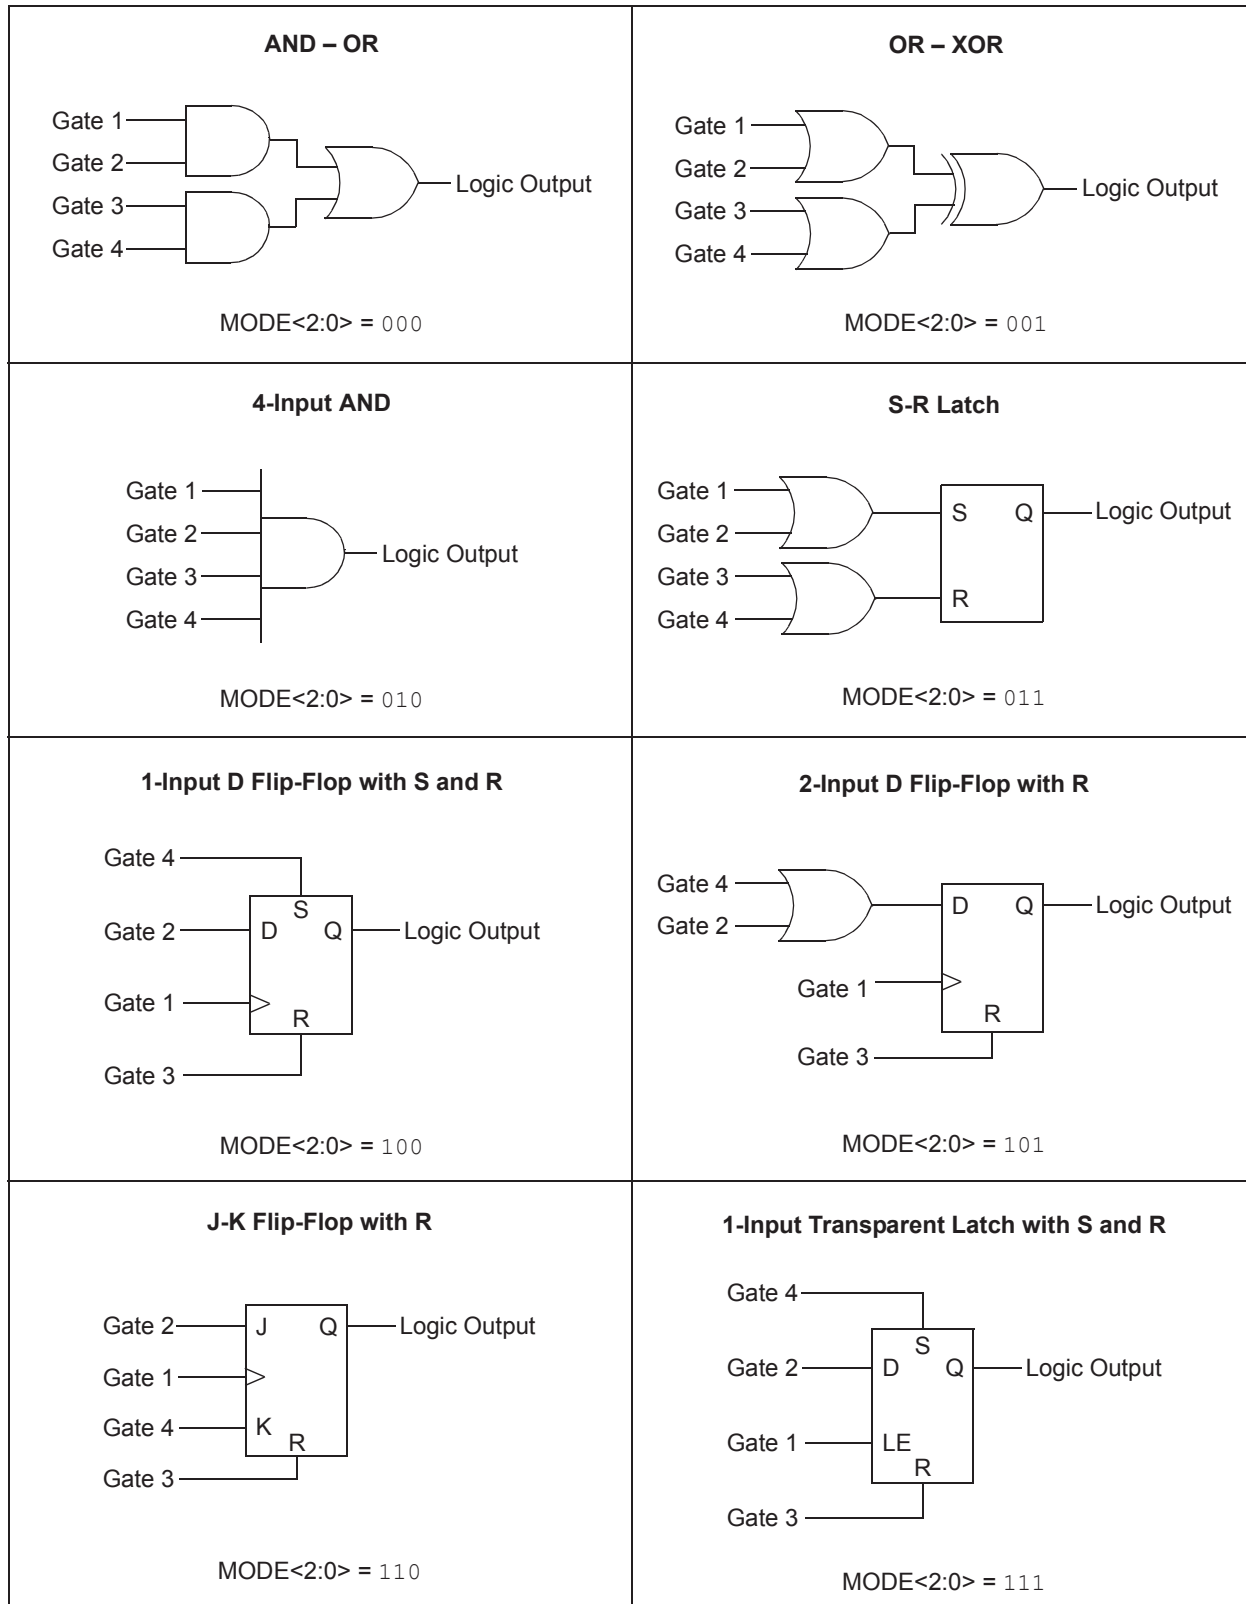 AND – OR
Gate 1
Gate 2
Gate 3
Gate 4
Logic Output
MODE<2:0> = 000
OR – XOR
Gate 1
Gate 2
Gate 3
Gate 4
Logic Output
MODE<2:0> = 001
4-Input AND
Gate 1
Gate 2
Gate 3
Gate 4
Logic Output
MODE<2:0> = 010
S-R Latch
Gate 1
Gate 2
Gate 3
Gate 4
S
Q
R
Logic Output
MODE<2:0> = 011
1-Input D Flip-Flop with S and R
Gate 4
Gate 2
Gate 1
Gate 3
S
D
Q
R
Logic Output
MODE<2:0> = 100
2-Input D Flip-Flop with R
Gate 4
Gate 2
Gate 1
Gate 3
D
Q
R
Logic Output
MODE<2:0> = 101
J-K Flip-Flop with R
Gate 2
Gate 1
Gate 4
Gate 3
J
Q
K
R
Logic Output
MODE<2:0> = 110
1-Input Transparent Latch with S and R
Gate 4
Gate 2
Gate 1
Gate 3
S
D
Q
LE
R
Logic Output
MODE<2:0> = 111